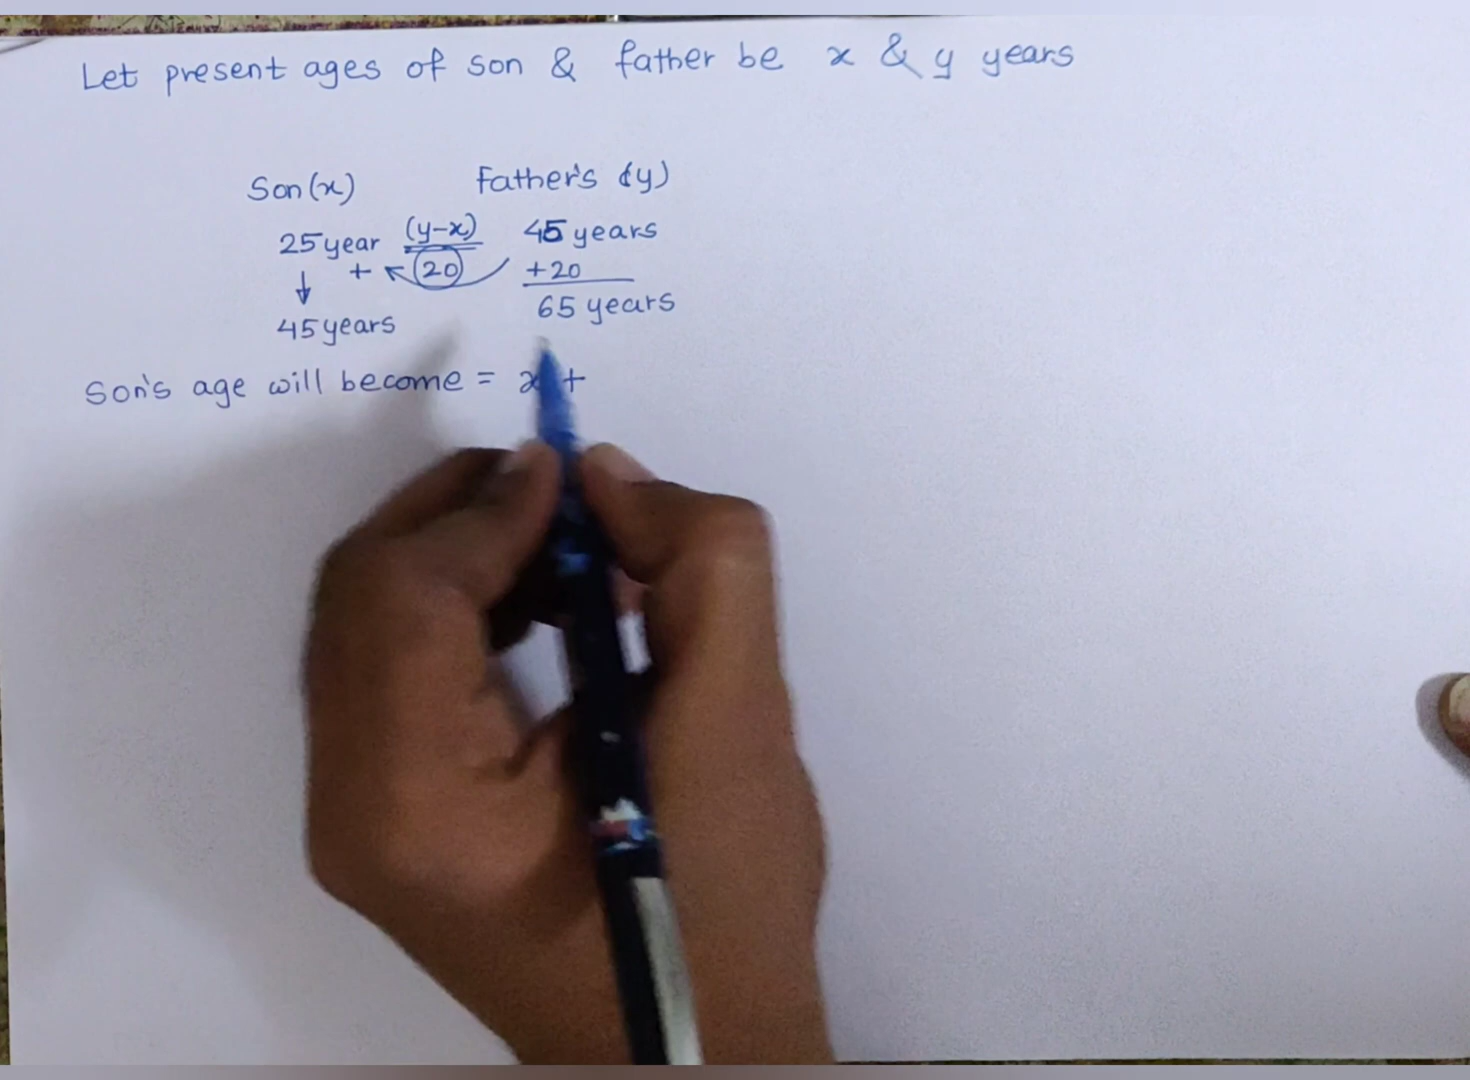 Let present ages of son & father be x & y years
Son(x) Father's (y)
25 year (y-x) 45 years
+ 20 +20
45 years 65 years
Son's age will become = x +